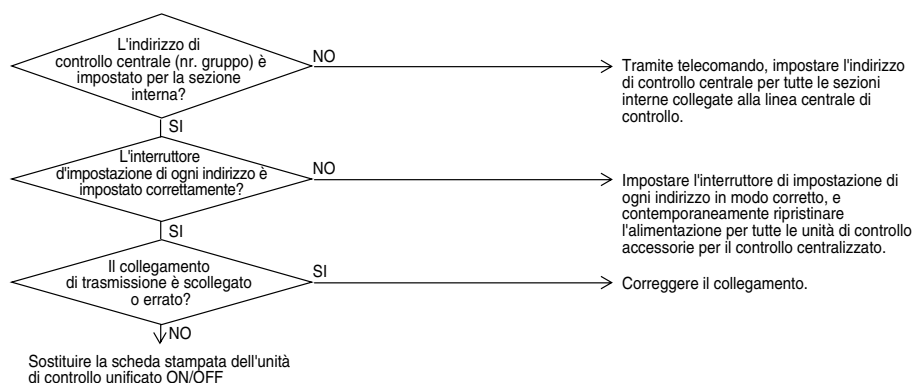 L'indirizzo di
controllo centrale (nr. gruppo) è
impostato per la sezione
interna?
NO
Tramite telecomando, impostare l'indirizzo
di controllo centrale per tutte le sezioni
interne collegate alla linea centrale di
controllo.
SI
L'interruttore
d'impostazione di ogni indirizzo è
impostato correttamente?
NO
Impostare l'interruttore di impostazione di
ogni indirizzo in modo corretto, e
contemporaneamente ripristinare
l'alimentazione per tutte le unità di controllo
accessorie per il controllo centralizzato.
SI
Il collegamento
di trasmissione è scollegato
o errato?
SI
Correggere il collegamento.
NO
Sostituire la scheda stampata dell'unità
di controllo unificato ON/OFF